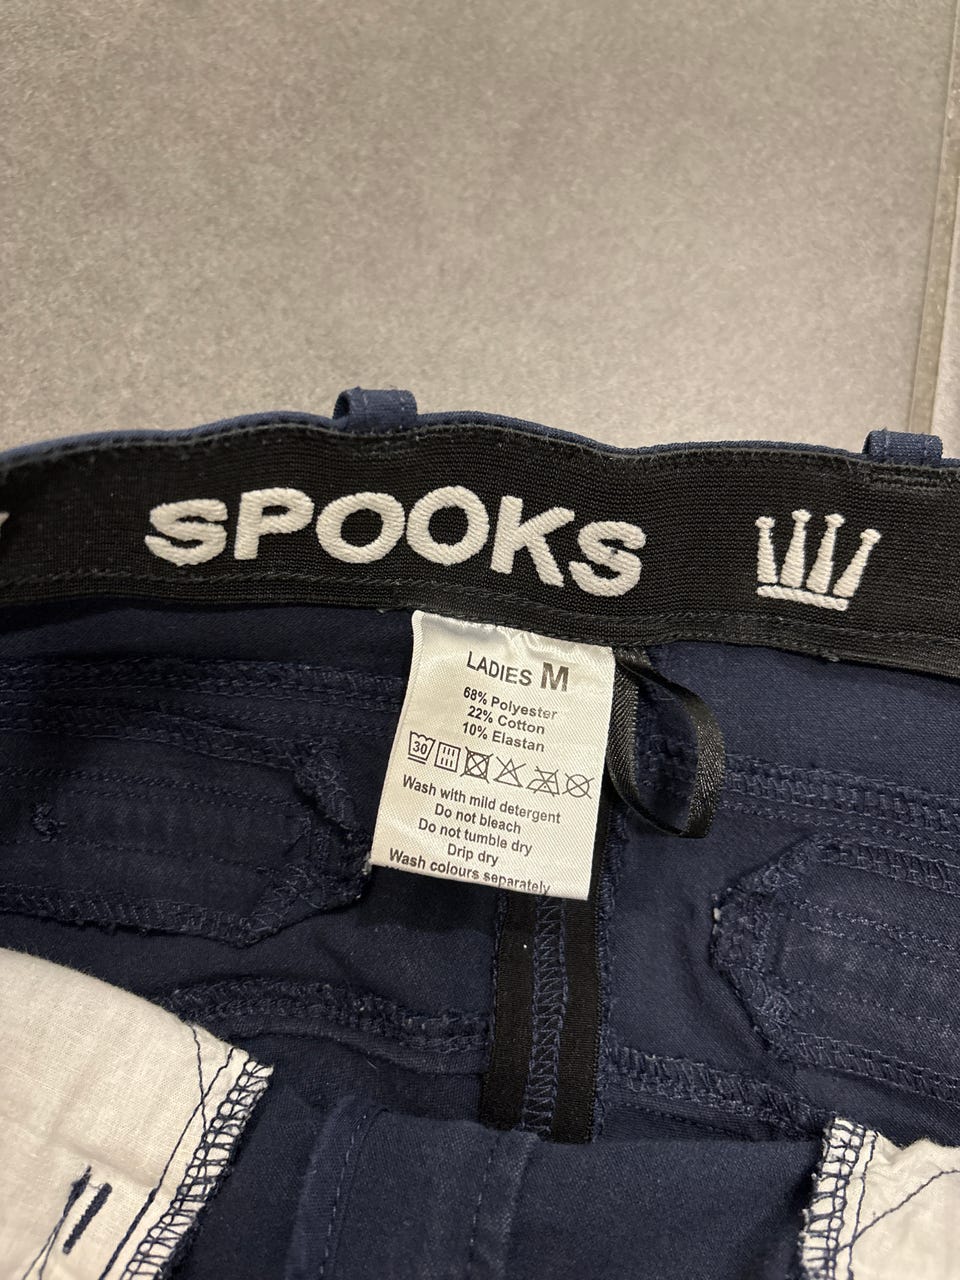 SPOOKS
LADIES M
68% Polyester
22% Cotton
10% Elastan
30
Wash with mild detergent
Do not bleach
Do not tumble dry
Drip dry
Wash colours separately